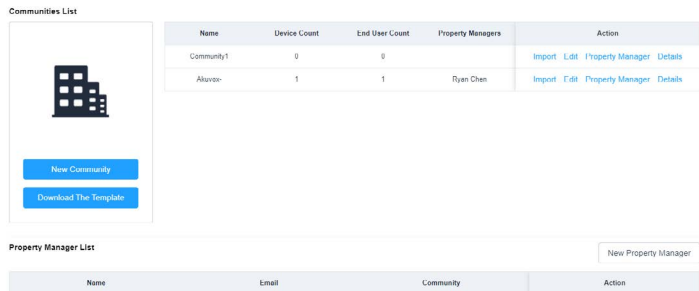 Communities List
Name Device Count End User Count Property Managers Action
Community1 0 0 Import Edit Property Manager Details
Akuvox- 1 1 Ryan Chen Import Edit Property Manager Details
New Community
Download The Template
Property Manager List
New Property Manager
Name Email Community Action